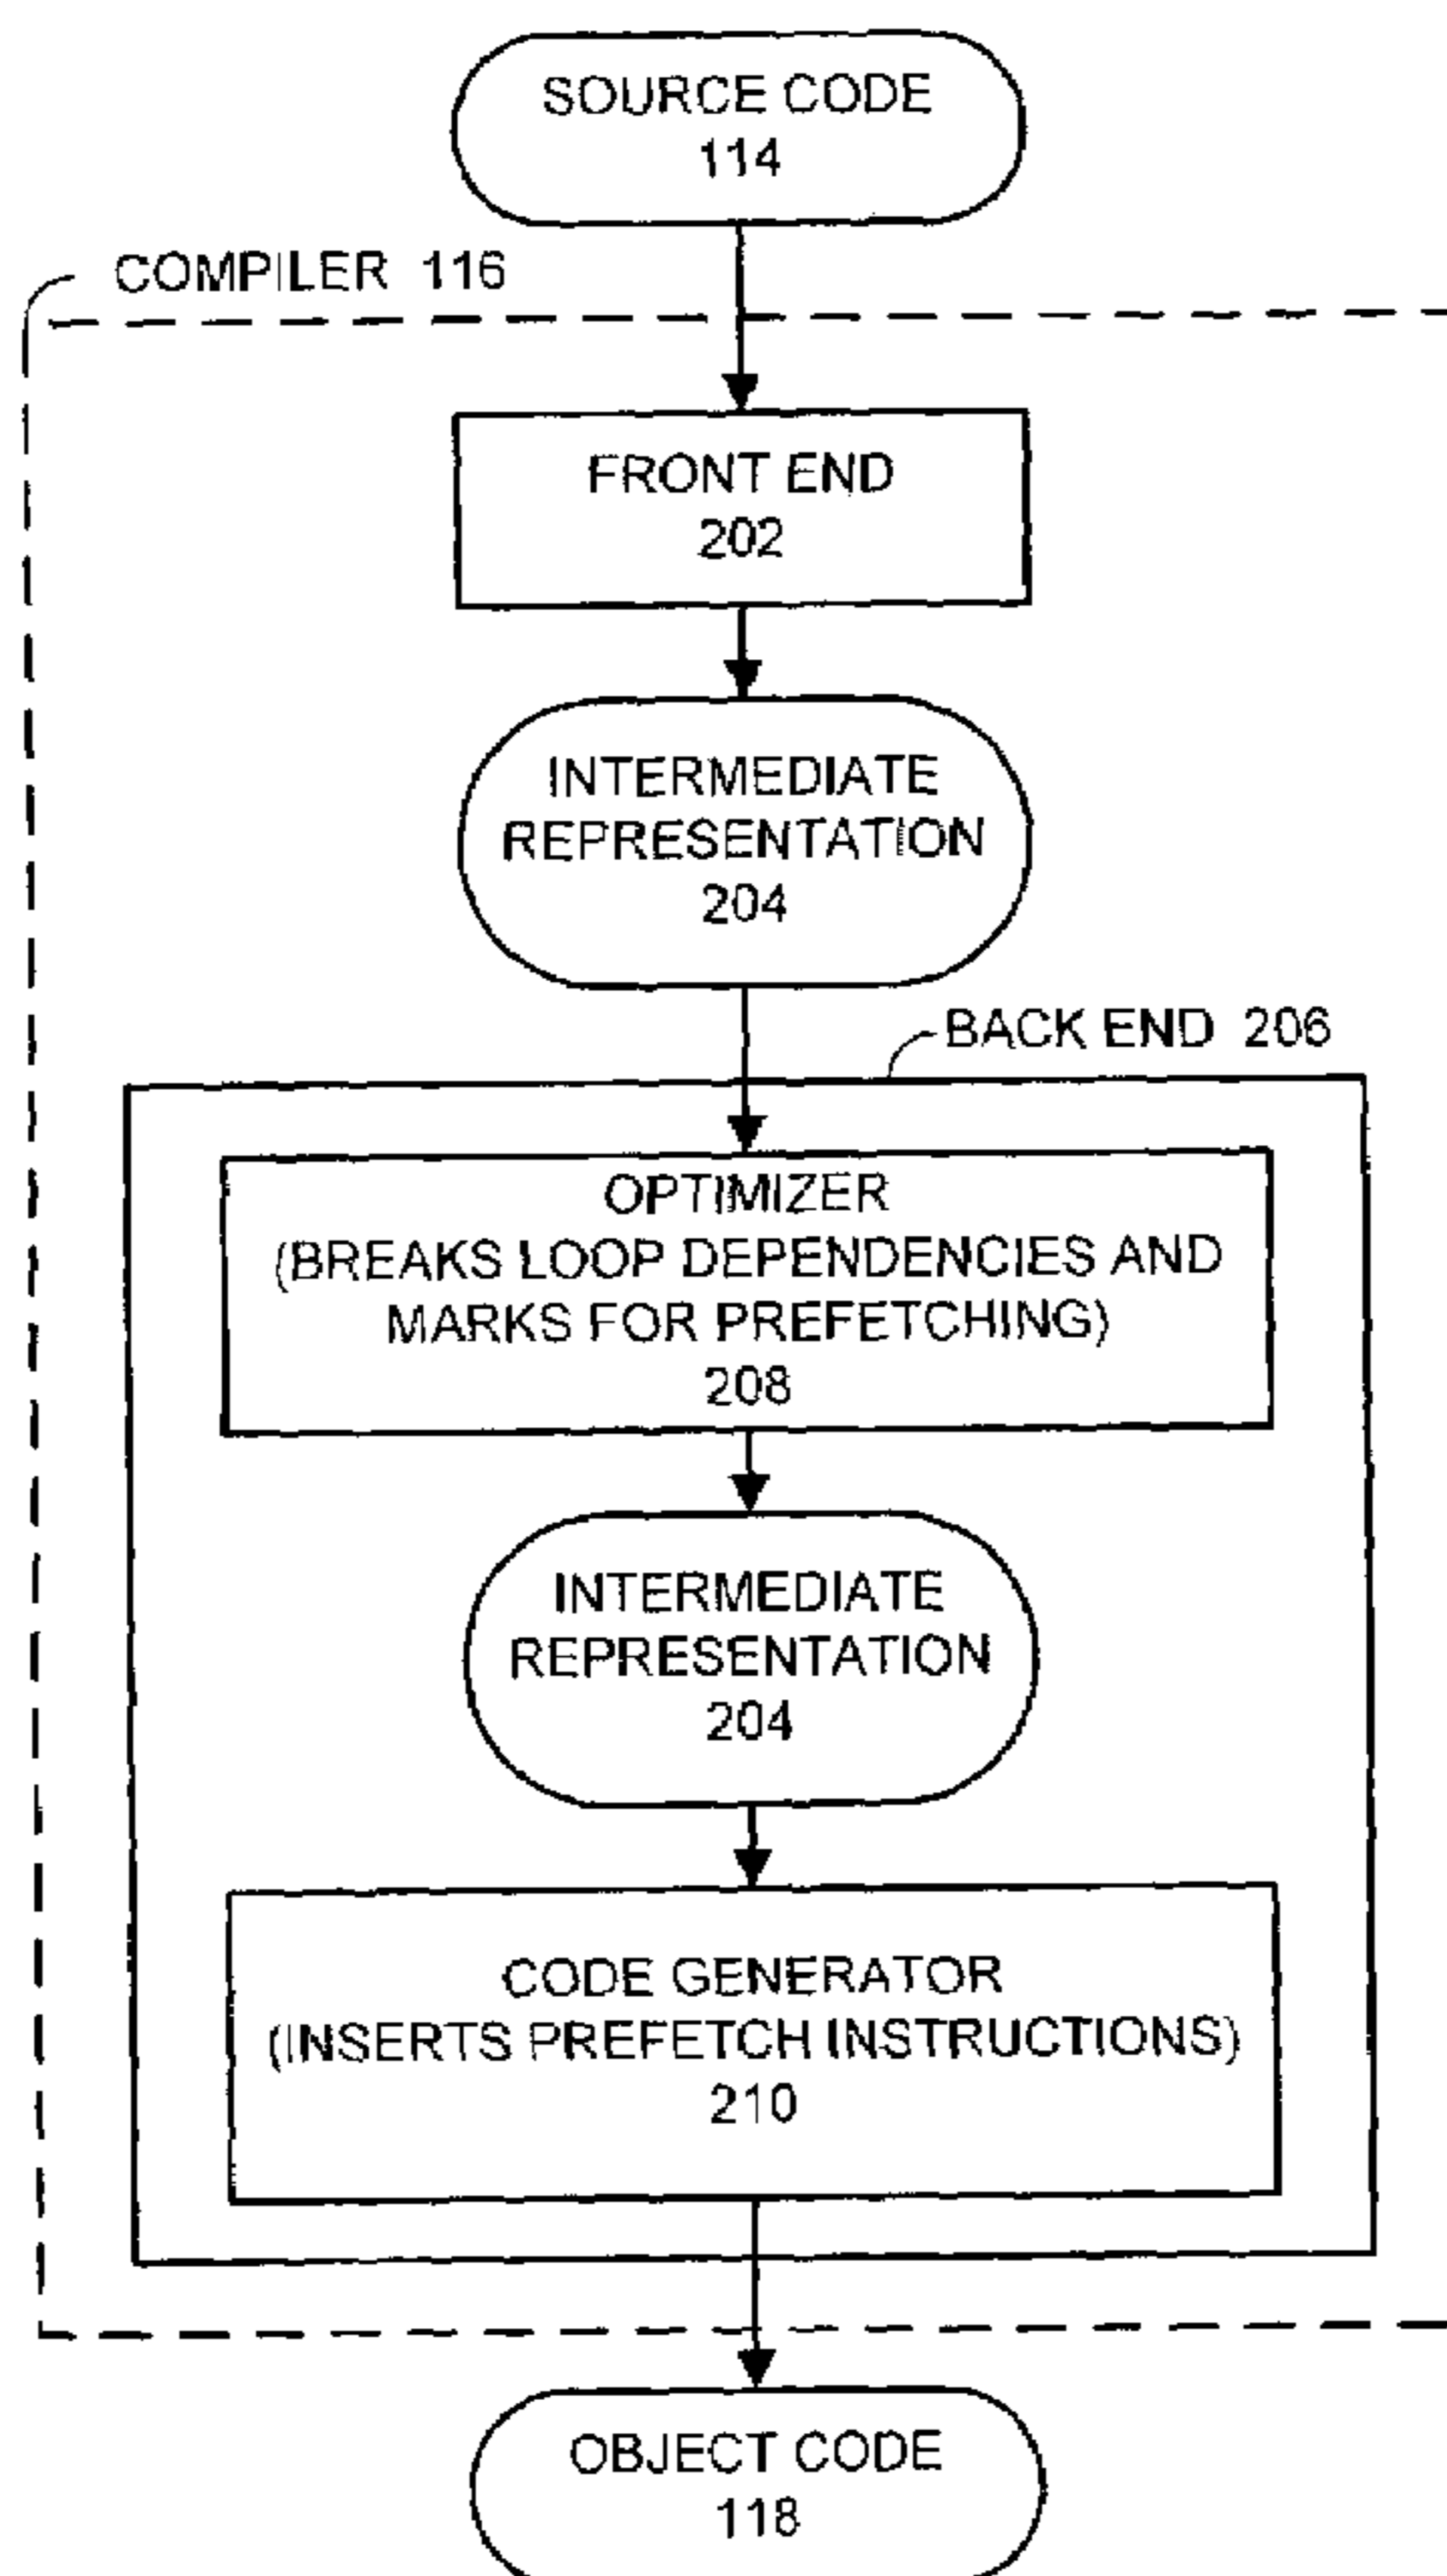 SOURCE CODE
114
COMPILER 116
FRONT END
202
INTERMEDIATE
REPRESENTATION
204
BACK END 206
OPTIMIZER
(BREAKS LOOP DEPENDENCIES AND
MARKS FOR PREFETCHING)
208
INTERMEDIATE
REPRESENTATION
204
CODE GENERATOR
(INSERTS PREFETCH INSTRUCTIONS)
210
OBJECT CODE
118